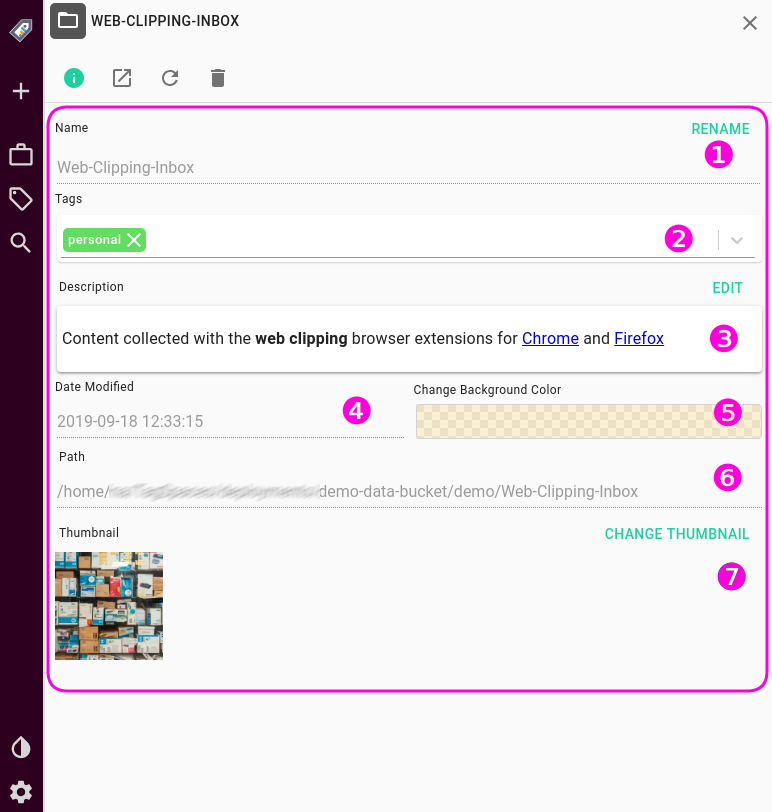 WEB-CLIPPING-INBOX
Name RENAME
1
Web-Clipping-Inbox
Tags
personal 2
Description EDIT
Content collected with the web clipping browser extensions for Chrome and Firefox 3
Date Modified Change Background Color
2019-09-18 12:33:15 4 5
Path
/home/ demo-data-bucket/demo/Web-Clipping-Inbox 6
Thumbnail CHANGE THUMBNAIL
7